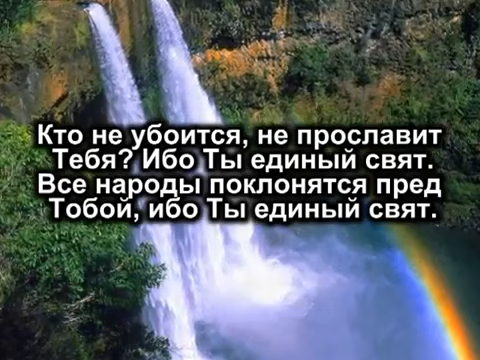 Кто не убоится, не прославит
Тебя? Ибо Ты единый свят.
Все народы поклонятся пред
Тобой, ибо Ты единый свят.